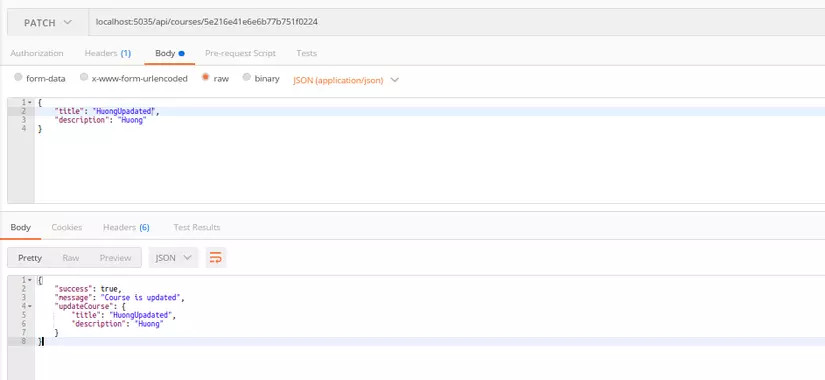 PATCH localhost:5035/api/courses/5e216e41e6e6b77b751f0224
Authorization Headers (1) Body Pre-request Script Tests
form-data x-www-form-urlencoded raw binary JSON (application/json)
1 {
2 "title": "HuongUpadated",
3 "description": "Huong"
4 }
Body Cookies Headers (6) Test Results
Pretty Raw Preview JSON
1 {
2 "success": true,
3 "message": "Course is updated",
4 "updateCourse": {
5 "title": "HuongUpadated",
6 "description": "Huong"
7 }
8 }